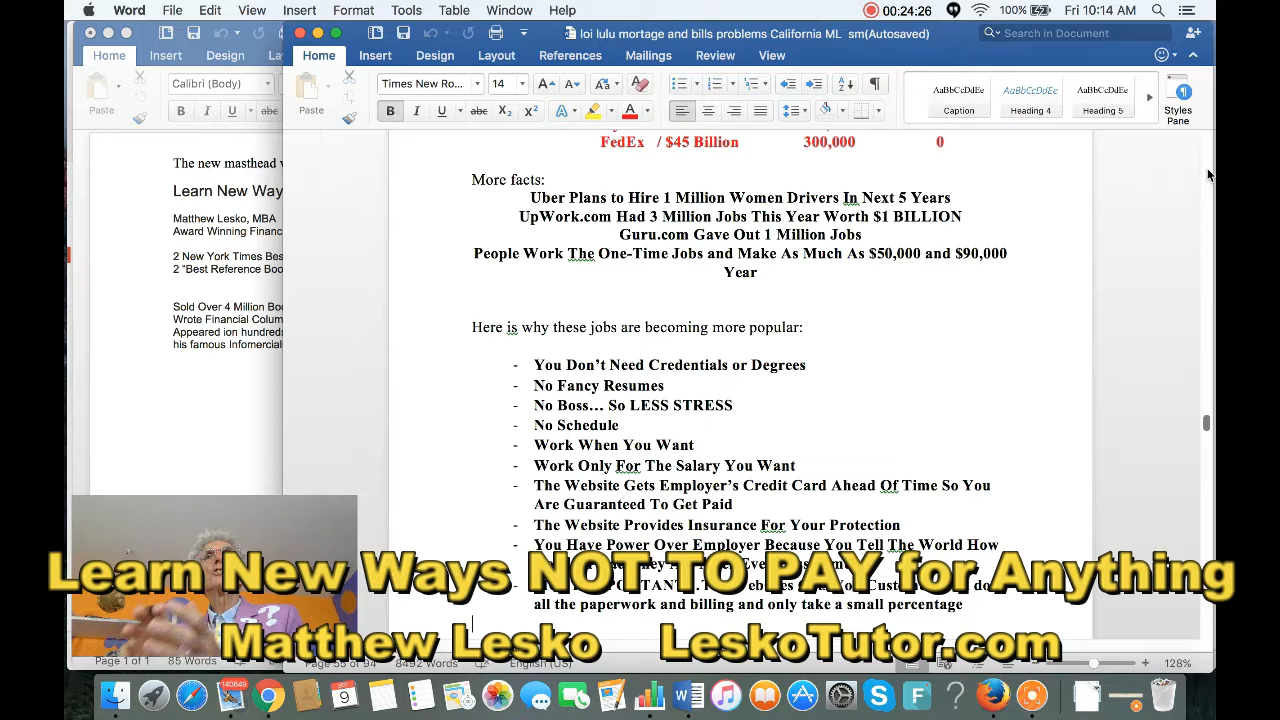 Word File Edit View Insert Format Tools Table Window Help 00:24:26 100% Fri 10:14 AM
loi lulu mortage and bills problems California ML sm(Autosaved) Search in Document
Home Insert Design
Home Insert Design Layout References Mailings Review View
Paste Calibri (Body) B I U abc
Paste Times New Ro... 14 B I U abc X₂ X² A
AaBbCcDdEe AaBbCcDdEe AaBbCcDdEe
Caption Heading 4 Heading 5 Styles Pane
The new masthead
Learn New Way
Matthew Lesko, MBA
Award Winning Financ
2 New York Times Bes
2 "Best Reference Boo
Sold Over 4 Million Boo
Wrote Financial Colum
Appeared ion hundreds
his famous Infomercial
FedEx / $45 Billion 300,000 0
More facts:
Uber Plans to Hire 1 Million Women Drivers In Next 5 Years
UpWork.com Had 3 Million Jobs This Year Worth $1 BILLION
Guru.com Gave Out 1 Million Jobs
People Work The One-Time Jobs and Make As Much As $50,000 and $90,000
Year
Here is why these jobs are becoming more popular:
- You Don't Need Credentials or Degrees
- No Fancy Resumes
- No Boss… So LESS STRESS
- No Schedule
- Work When You Want
- Work Only For The Salary You Want
- The Website Gets Employer's Credit Card Ahead Of Time So You
Are Guaranteed To Get Paid
- The Website Provides Insurance For Your Protection
- You Have Power Over Employer Because You Tell The World How
Learn New Ways NOT TO PAY for Anything
all the paperwork and billing and only take a small percentage
Matthew Lesko LeskoTutor.com
Page 1 of 1 85 Words
of 94 8492 Words English (US) 128%
140649
SEP
9